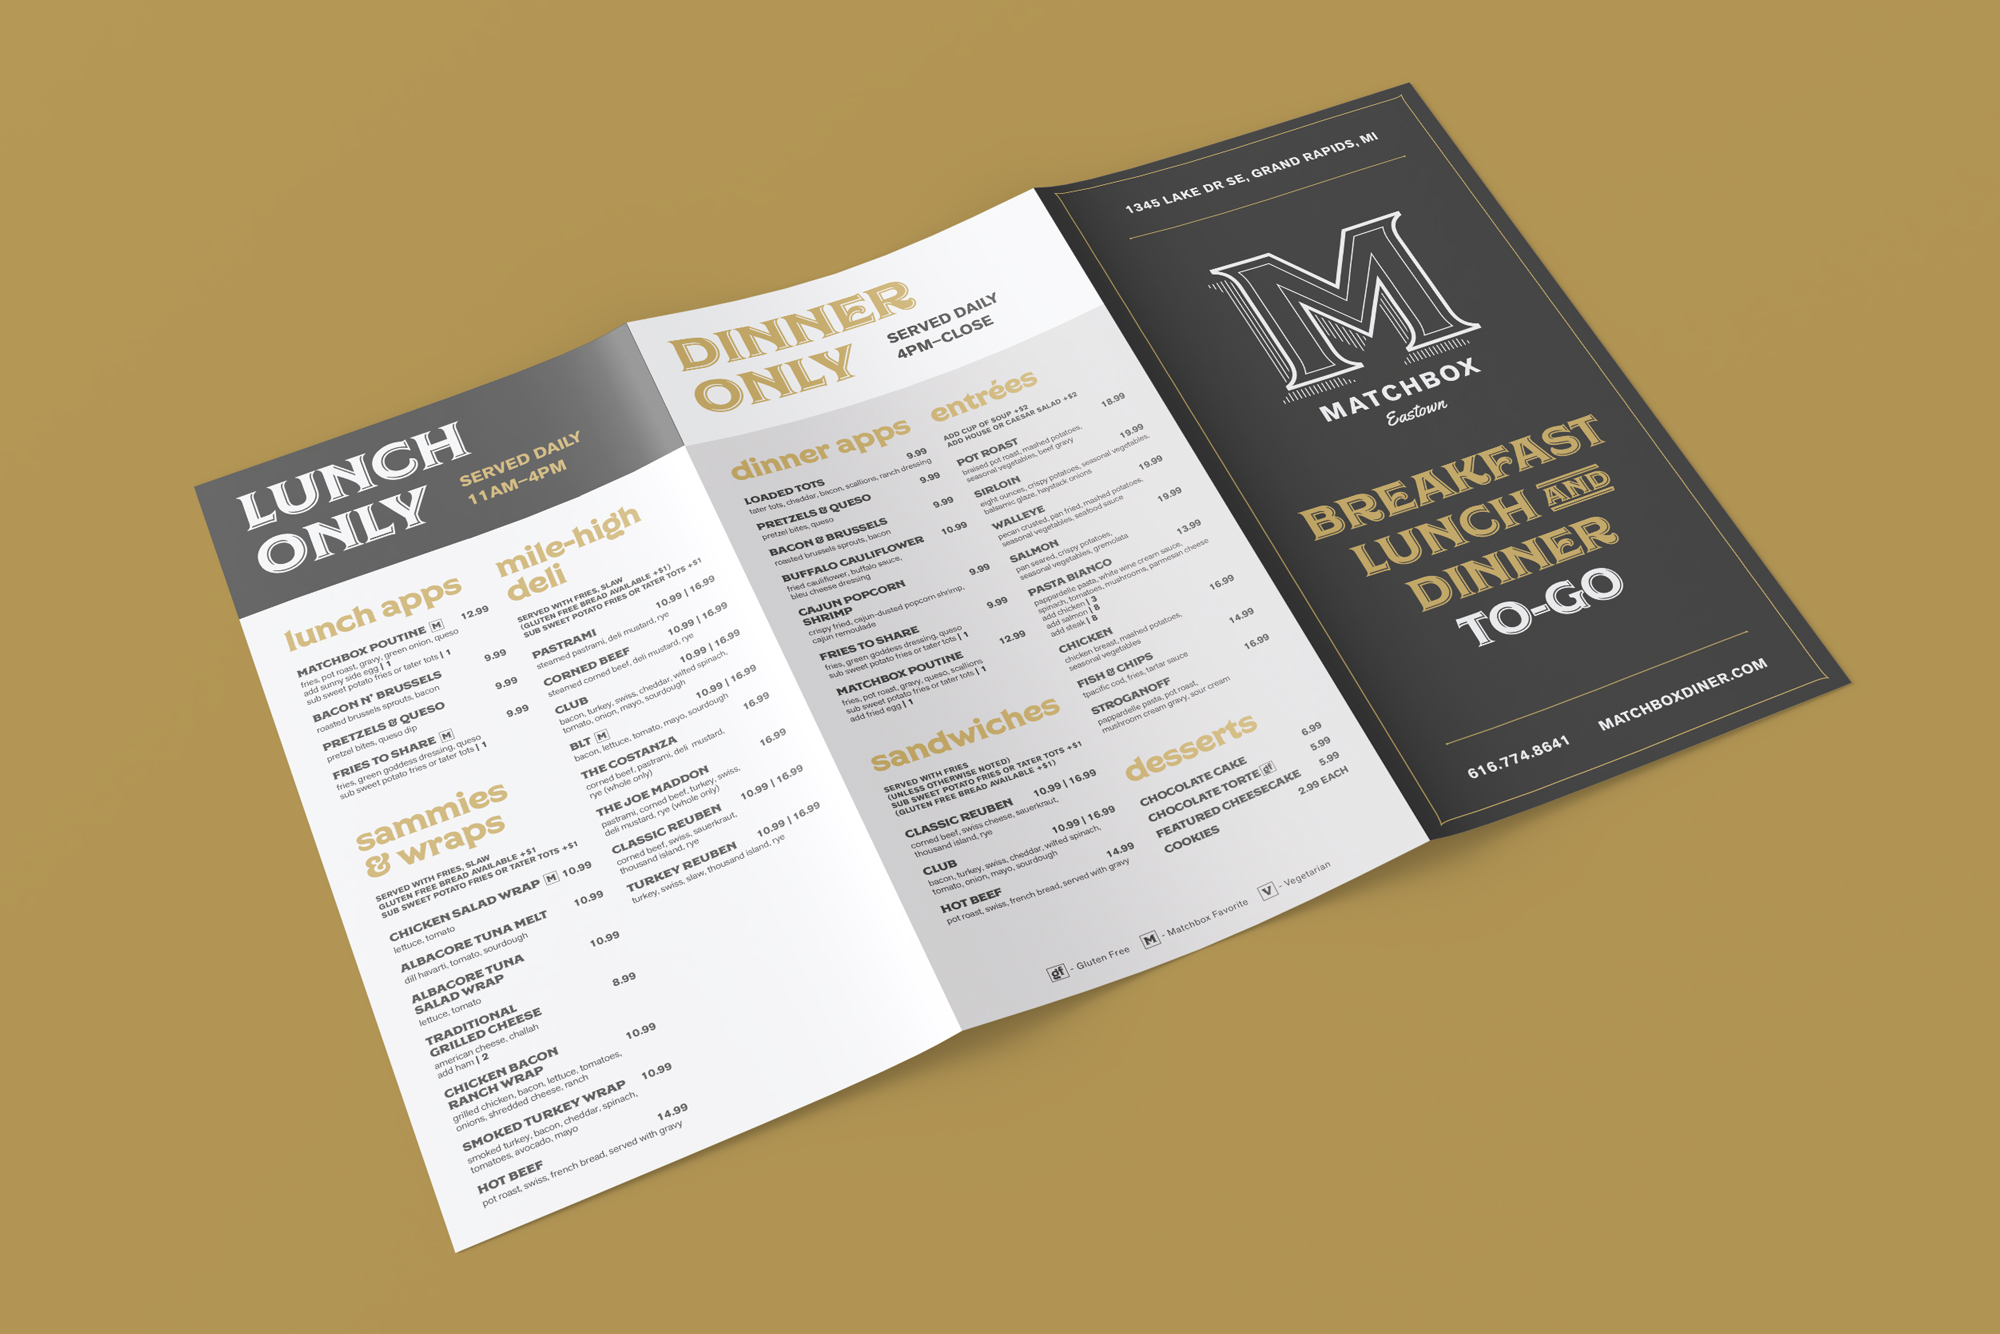 LUNCH
ONLY
SERVED DAILY
11AM–4PM
lunch apps
MATCHBOX POUTINE M 12.99
fries, pot roast, gravy, green onion, queso
add sunny side egg | 1
sub sweet potato fries or tater tots | 1
BACON N' BRUSSELS 9.99
roasted brussels sprouts, bacon
PRETZELS & QUESO 9.99
pretzel bites, queso dip
FRIES TO SHARE M 9.99
fries, green goddess dressing, queso
sub sweet potato fries or tater tots | 1
sammies
& wraps
SERVED WITH FRIES, SLAW
GLUTEN FREE BREAD AVAILABLE +$1
SUB SWEET POTATO FRIES OR TATER TOTS +$1
CHICKEN SALAD WRAP M 10.99
lettuce, tomato
ALBACORE TUNA MELT 10.99
dill havarti, tomato, sourdough
ALBACORE TUNA 10.99
SALAD WRAP
lettuce, tomato
TRADITIONAL 8.99
GRILLED CHEESE
american cheese, challah
add ham | 2
CHICKEN BACON 10.99
RANCH WRAP
grilled chicken, bacon, lettuce, tomatoes,
onions, shredded cheese, ranch
SMOKED TURKEY WRAP 10.99
smoked turkey, bacon, cheddar, spinach,
tomatoes, avocado, mayo
HOT BEEF 14.99
pot roast, swiss, french bread, served with gravy
mile-high
deli
SERVED WITH FRIES, SLAW
(GLUTEN FREE BREAD AVAILABLE +$1)
SUB SWEET POTATO FRIES OR TATER TOTS +$1
PASTRAMI 10.99 | 16.99
steamed pastrami, deli mustard, rye
CORNED BEEF 10.99 | 16.99
steamed corned beef, deli mustard, rye
CLUB 10.99 | 16.99
bacon, turkey, swiss, cheddar, wilted spinach,
tomato, onion, mayo, sourdough
BLT M 10.99 | 16.99
bacon, lettuce, tomato, mayo, sourdough
THE COSTANZA 16.99
corned beef, pastrami, deli mustard,
rye (whole only)
THE JOE MADDON 16.99
pastrami, corned beef, turkey, swiss,
deli mustard, rye (whole only)
CLASSIC REUBEN 10.99 | 16.99
corned beef, swiss, sauerkraut,
thousand island, rye
TURKEY REUBEN 10.99 | 16.99
turkey, swiss, slaw, thousand island, rye
DINNER
ONLY
SERVED DAILY
4PM–CLOSE
dinner apps
LOADED TOTS 9.99
tater tots, cheddar, bacon, scallions, ranch dressing
PRETZELS & QUESO 9.99
pretzel bites, queso
BACON & BRUSSELS 9.99
roasted brussels sprouts, bacon
BUFFALO CAULIFLOWER 10.99
fried cauliflower, buffalo sauce,
bleu cheese dressing
CAJUN POPCORN 9.99
SHRIMP
crispy fried, cajun-dusted popcorn shrimp,
cajun remoulade
FRIES TO SHARE 9.99
fries, green goddess dressing, queso
sub sweet potato fries or tater tots | 1
MATCHBOX POUTINE 12.99
fries, pot roast, gravy, queso, scallions
sub sweet potato fries or tater tots | 1
add fried egg | 1
sandwiches
SERVED WITH FRIES
(UNLESS OTHERWISE NOTED)
SUB SWEET POTATO FRIES OR TATER TOTS +$1
(GLUTEN FREE BREAD AVAILABLE +$1)
CLASSIC REUBEN 10.99 | 16.99
corned beef, swiss cheese, sauerkraut,
thousand island, rye
CLUB 10.99 | 16.99
bacon, turkey, swiss, cheddar, wilted spinach,
tomato, onion, mayo, sourdough
HOT BEEF 14.99
pot roast, swiss, french bread, served with gravy
entrées
ADD CUP OF SOUP +$2
ADD HOUSE OR CAESAR SALAD +$2
POT ROAST 18.99
braised pot roast, mashed potatoes,
seasonal vegetables, beef gravy
SIRLOIN 19.99
eight ounces, crispy potatoes, seasonal vegetables,
balsamic glaze, haystack onions
WALLEYE 19.99
pecan crusted, pan fried, mashed potatoes,
seasonal vegetables, seafood sauce
SALMON 19.99
pan seared, crispy potatoes,
seasonal vegetables, gremolata
PASTA BIANCO 13.99
pappardelle pasta, white wine cream sauce,
spinach, tomatoes, mushrooms, parmesan cheese
add chicken | 3
add salmon | 8
add steak | 8
CHICKEN 16.99
chicken breast, mashed potatoes,
seasonal vegetables
FISH & CHIPS 14.99
tpacific cod, fries, tartar sauce
STROGANOFF 16.99
pappardelle pasta, pot roast,
mushroom cream gravy, sour cream
desserts
CHOCOLATE CAKE 6.99
CHOCOLATE TORTE gf 5.99
FEATURED CHEESECAKE 5.99
COOKIES 2.99 EACH
gf - Gluten Free M - Matchbox Favorite V - Vegetarian
1345 LAKE DR SE, GRAND RAPIDS, MI
M
MATCHBOX
Eastown
BREAKFAST
LUNCH AND
DINNER
TO-GO
616.774.8641 MATCHBOXDINER.COM